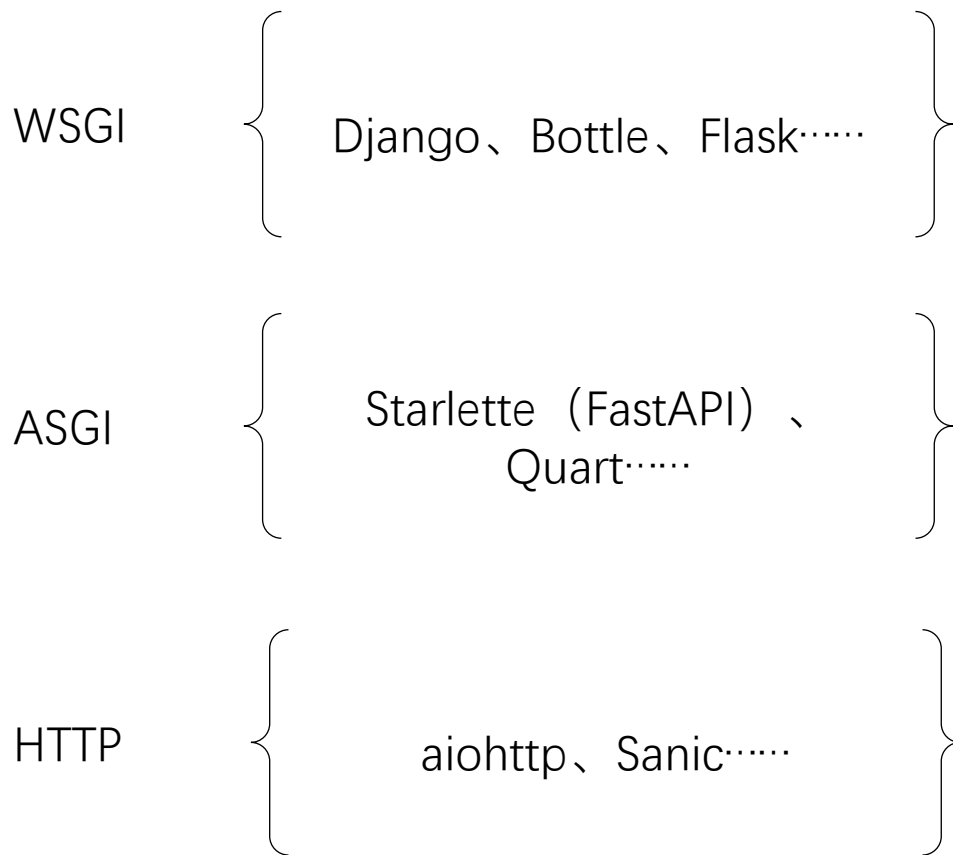 WSGI
Django、Bottle、Flask……
ASGI
Starlette（FastAPI）、
Quart……
HTTP
aiohttp、Sanic……